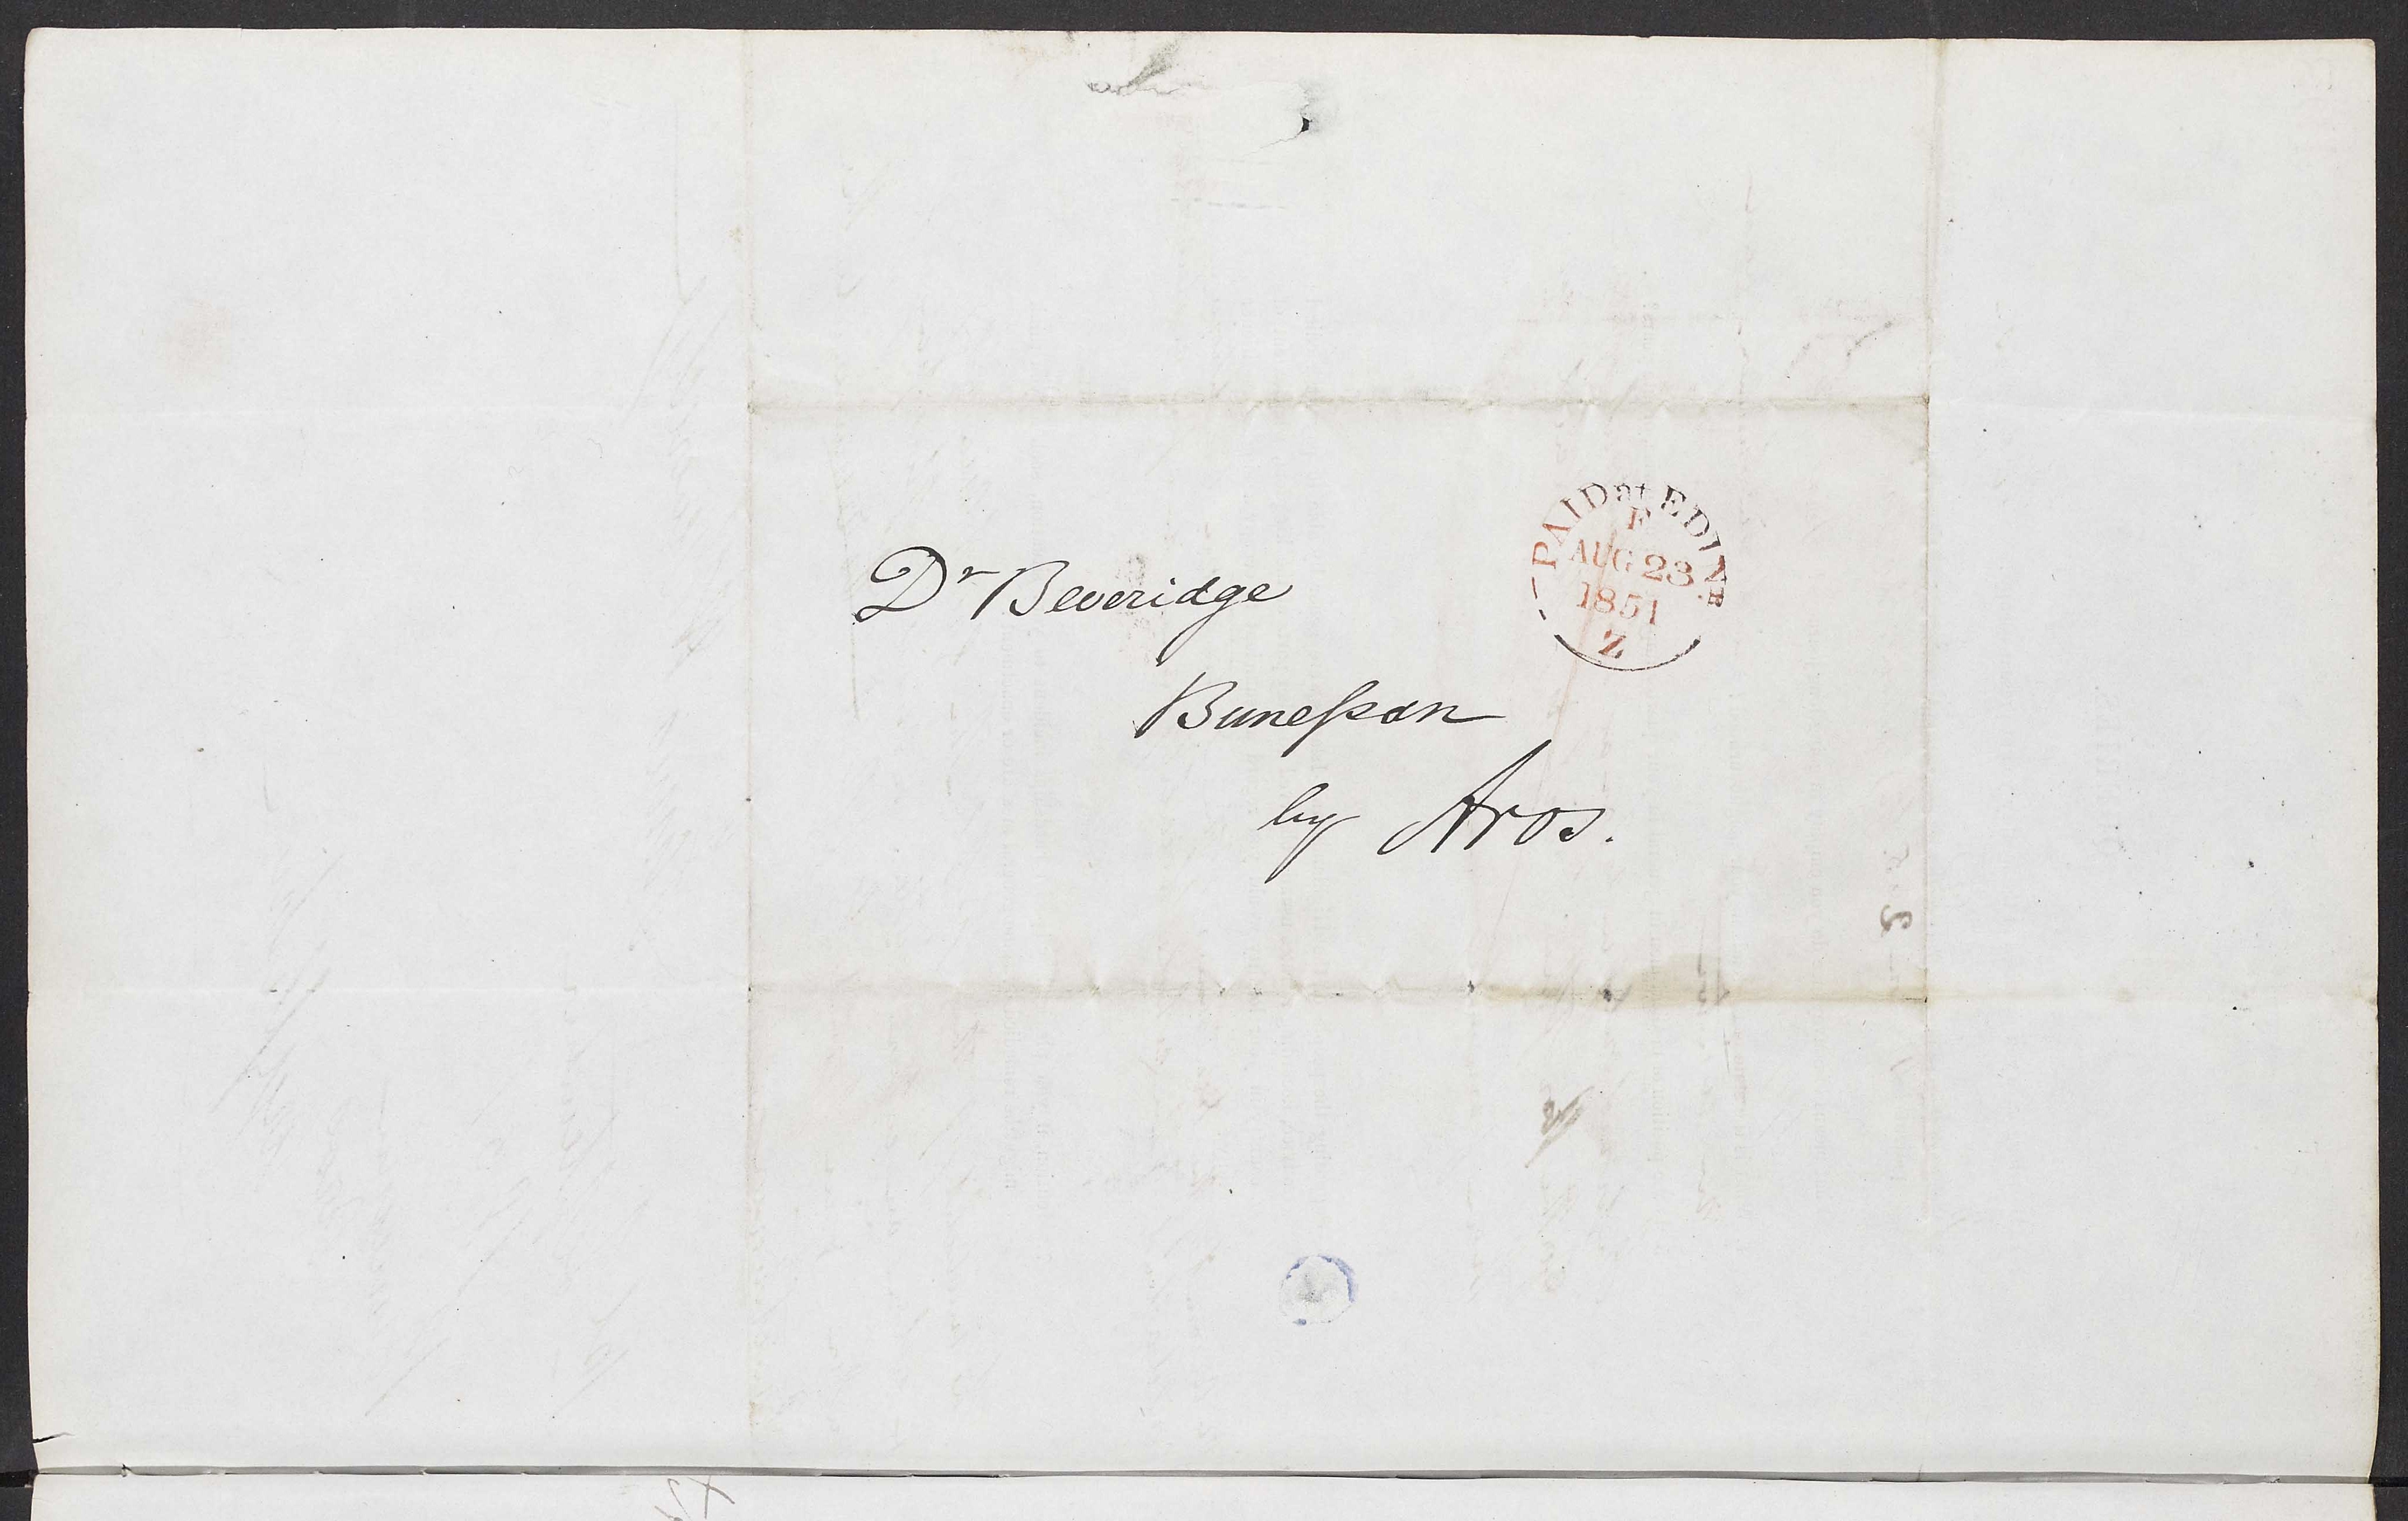 PAID at EDINR
F
AUG 23
1851
Z
Dr Beveridge
Bunessan
by Aros.